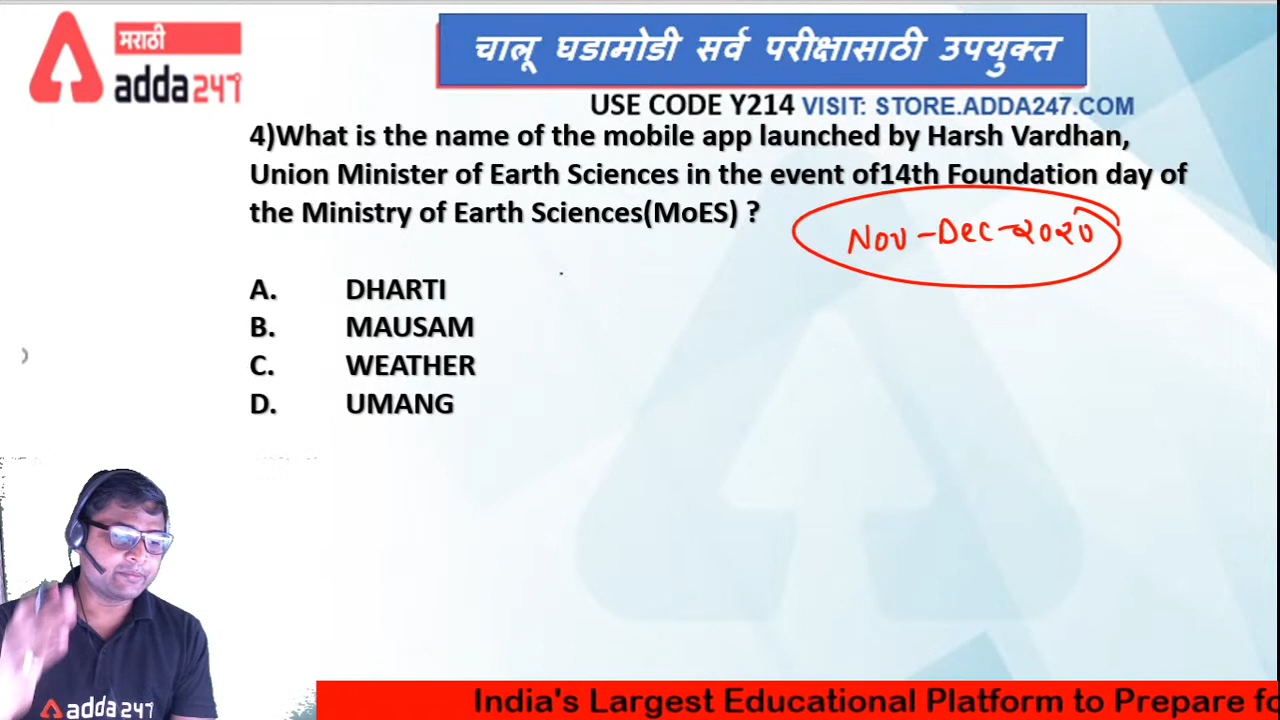 मराठी
adda247
चालू घडामोडी सर्व परीक्षासाठी उपयुक्त
USE CODE Y214 VISIT: STORE.ADDA247.COM
4)What is the name of the mobile app launched by Harsh Vardhan,
Union Minister of Earth Sciences in the event of14th Foundation day of
the Ministry of Earth Sciences(MoES) ?
Nov-Dec-२०२०
A. DHARTI
B. MAUSAM
C. WEATHER
D. UMANG
adda247
India's Largest Educational Platform to Prepare fo